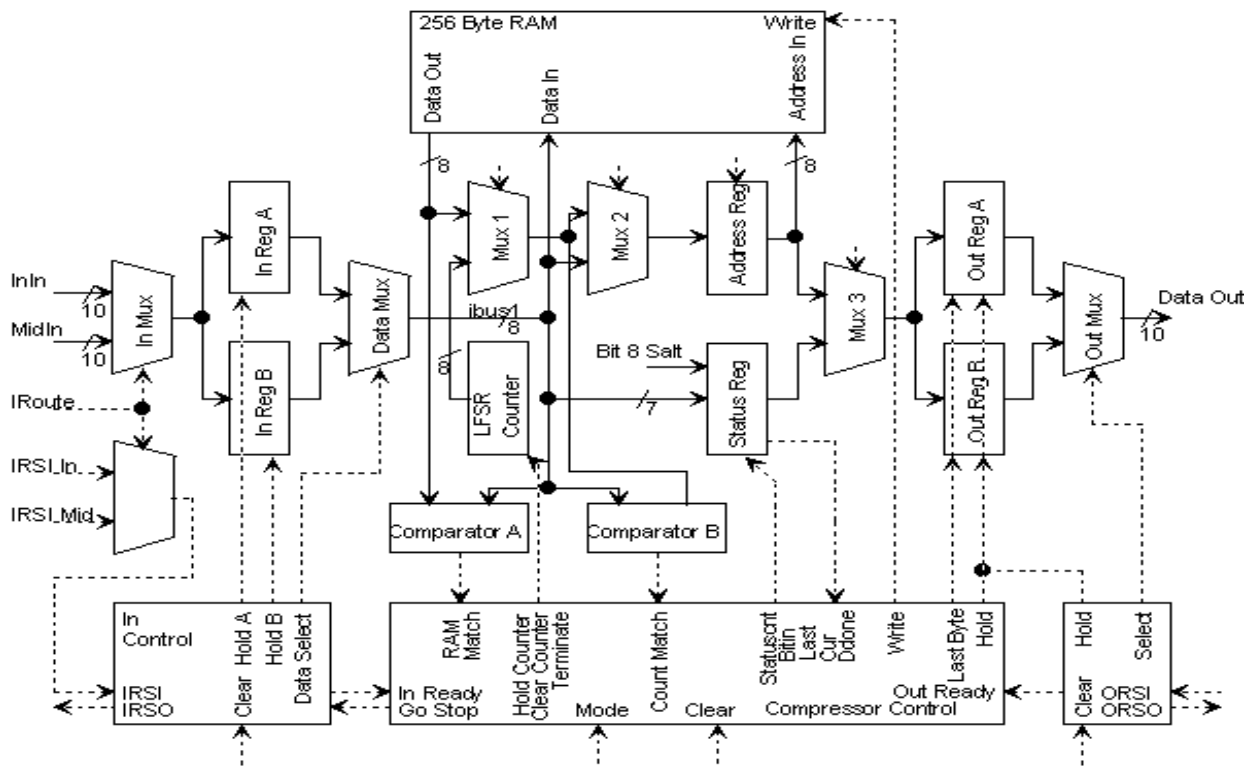 256 Byte RAM
Write
Data Out
Data In
Address In
8
8
Mux 1
Mux 2
Address Reg
In Reg A
Out Reg A
InIn
10
In Mux
Data Mux
ibus1
8
Mux 3
Out Mux
Data Out
10
MidIn
10
8
Bit 8 Salt
In Reg B
LFSR
Counter
7
Status Reg
Out Reg B
IRoute
IRSI_In
IRSI_Mid
Comparator A
Comparator B
In
Control
Hold A
Hold B
Data Select
Clear
IRSI
IRSO
RAM
Match
Hold Counter
Clear Counter
Terminate
Count Match
Statuscnt
Bitin
Last
Cur
Ddone
Write
Last Byte
Hold
In Ready
Go Stop
Mode
Clear
Out Ready
Compressor Control
Hold
Select
Clear
ORSI
ORSO